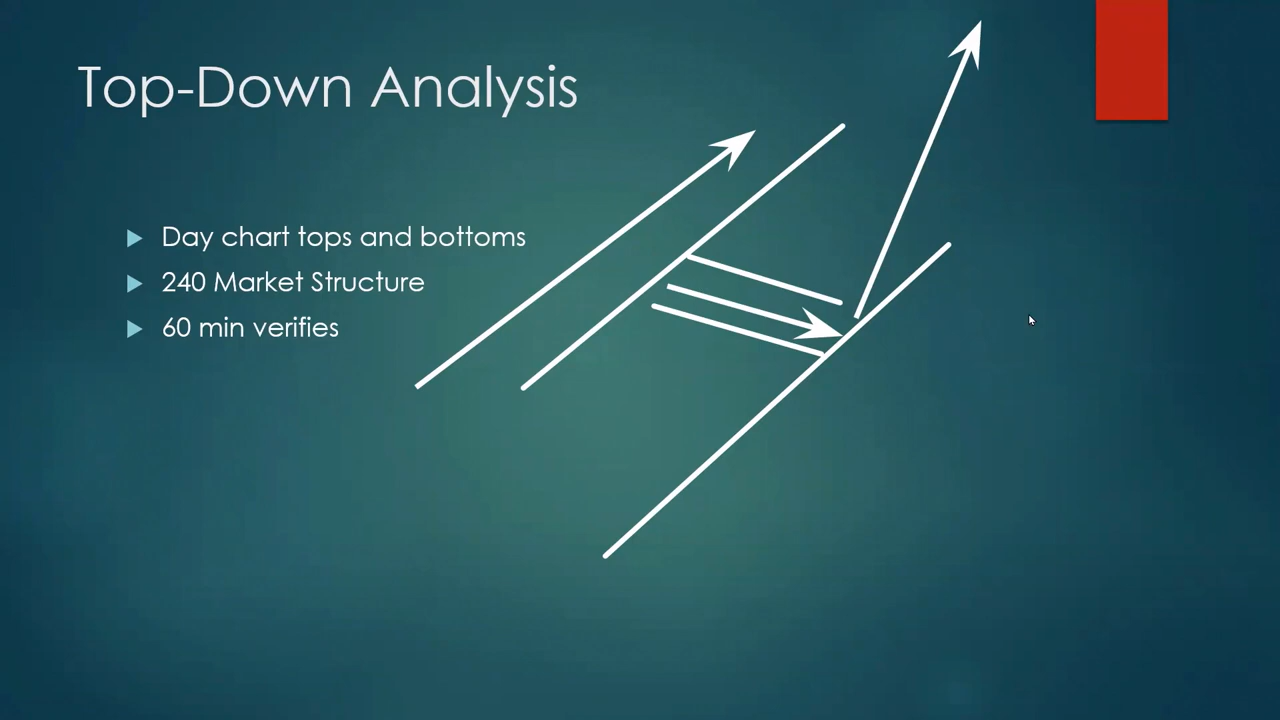 Top-Down Analysis
Day chart tops and bottoms
240 Market Structure
60 min verifies